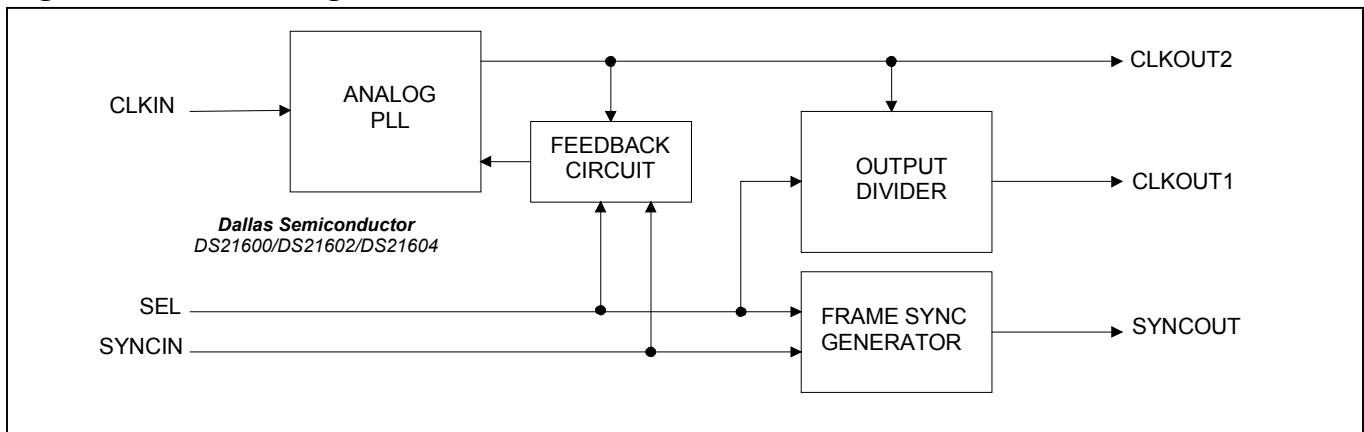 CLKOUT2
CLKIN
ANALOG
PLL
FEEDBACK
CIRCUIT
OUTPUT
DIVIDER
CLKOUT1
Dallas Semiconductor
DS21600/DS21602/DS21604
SEL
SYNCIN
FRAME SYNC
GENERATOR
SYNCOUT